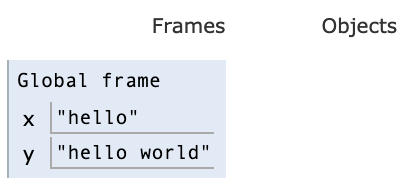 Frames Objects
Global frame
x "hello"
y "hello world"